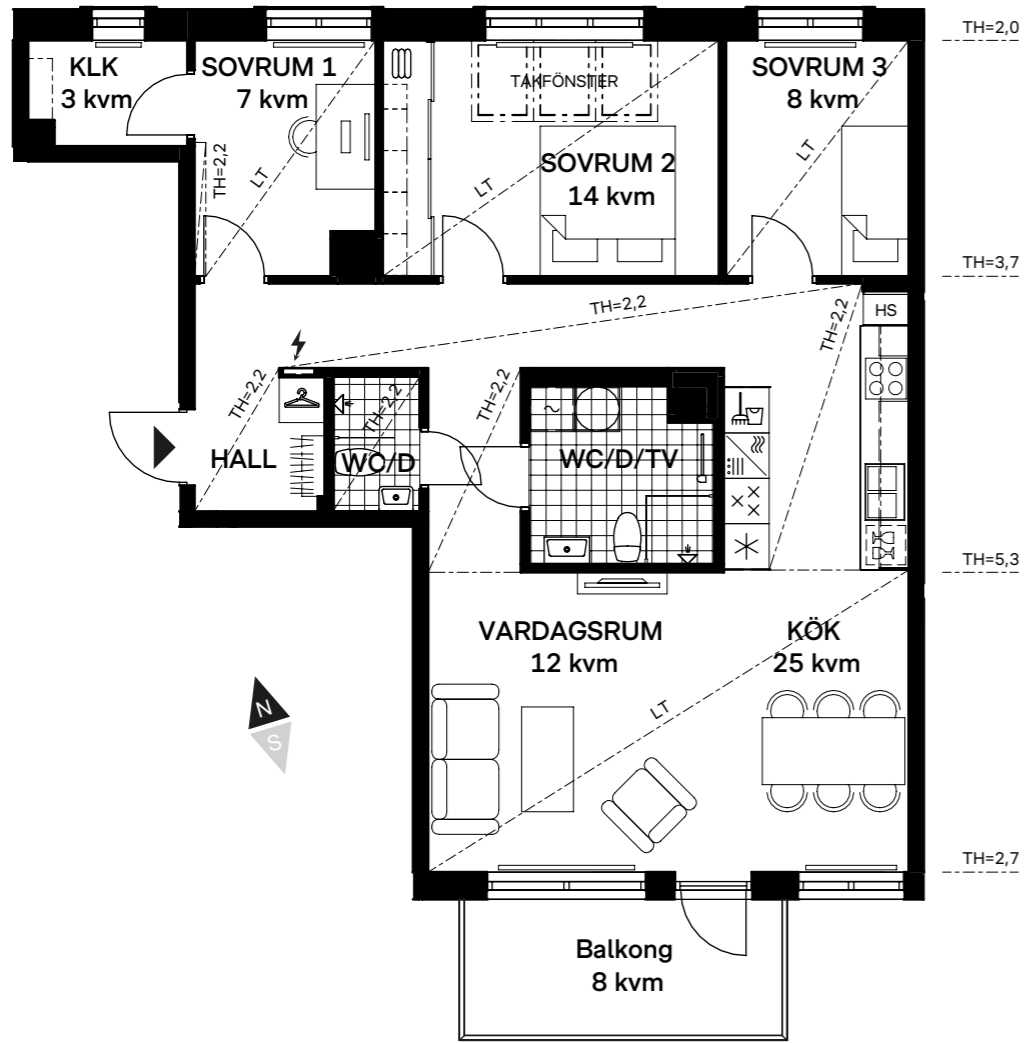 TH=2,0
KLK
3 kvm
SOVRUM 1
7 kvm
TAKFÖNSTER
SOVRUM 3
8 kvm
SOVRUM 2
14 kvm
TH=2,2
LT
LT
LT
TH=3,7
TH=2,2
TH=2,2
HS
TH=2,2
TH=2,2
TH=2,2
HALL
WC/D
WC/D/TV
TH=5,3
VARDAGSRUM
12 kvm
KÖK
25 kvm
LT
N
S
TH=2,7
Balkong
8 kvm